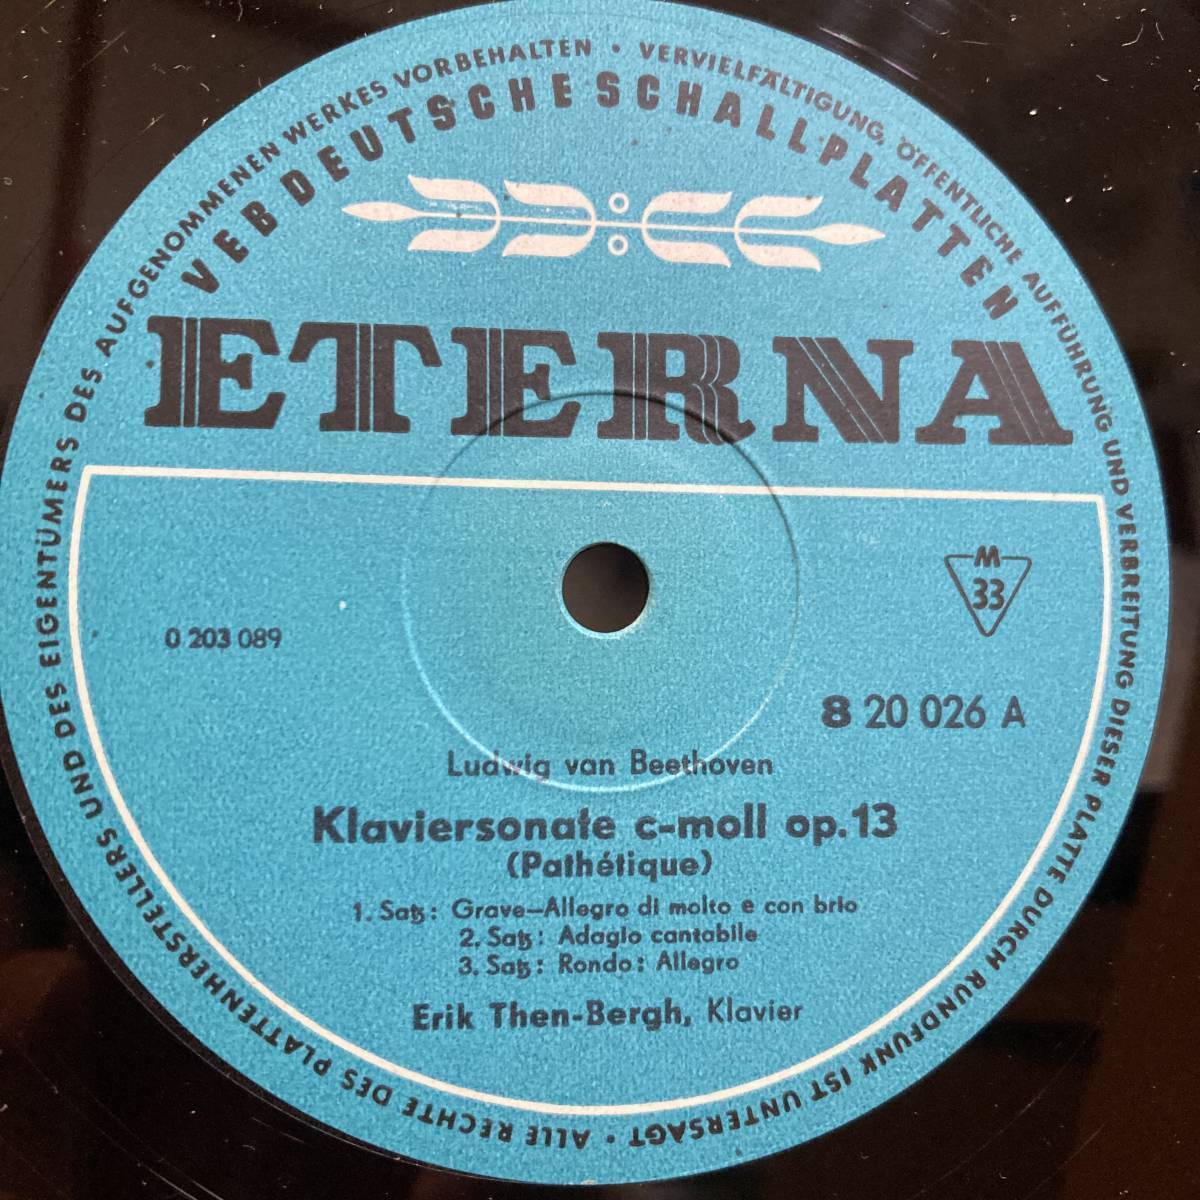 ALLE RECHTE DES PLATTENHERSTELLERS UND DES EIGENTÜMERS DES AUFGENOMMENEN WERKES VORBEHALTEN · VERVIELFÄLTIGUNG, ÖFFENTLICHE AUFFÜHRUNG UND VERBREITUNG DIESER PLATTE DURCH RUNDFUNK IST UNTERSAGT ·
VEB DEUTSCHE SCHALLPLATTEN
ETERNA
M
33
0 203 089
8 20 026 A
Ludwig van Beethoven
Klaviersonate c-moll op. 13
(Pathétique)
1. Satz: Grave—Allegro di molto e con brio
2. Satz: Adagio cantabile
3. Satz: Rondo: Allegro
Erik Then-Bergh, Klavier